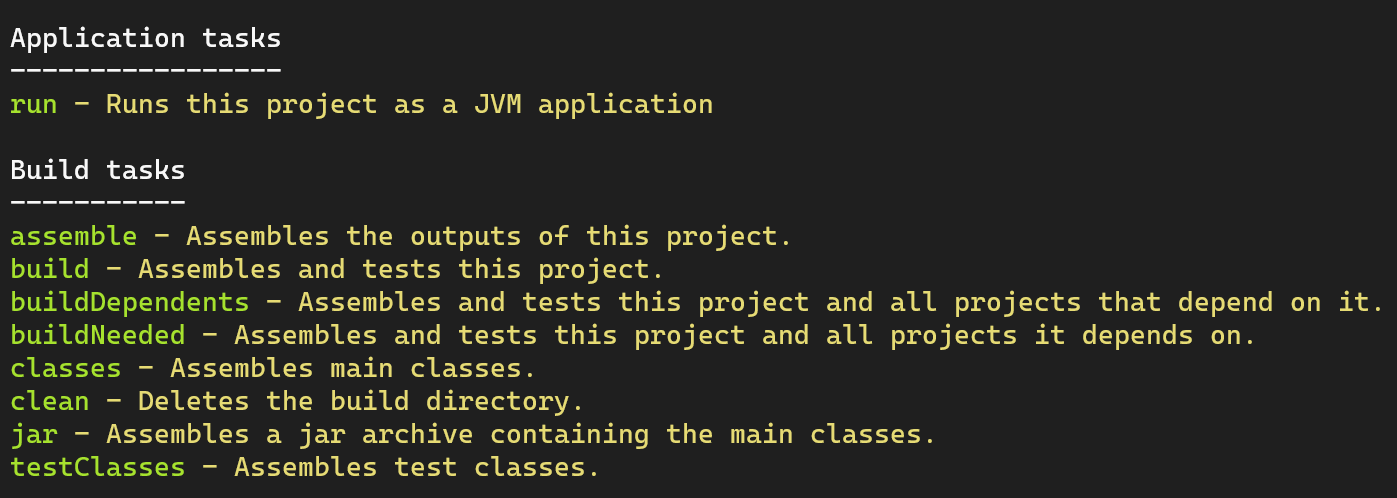 Application tasks
-----------------
run - Runs this project as a JVM application
Build tasks
-----------
assemble - Assembles the outputs of this project.
build - Assembles and tests this project.
buildDependents - Assembles and tests this project and all projects that depend on it.
buildNeeded - Assembles and tests this project and all projects it depends on.
classes - Assembles main classes.
clean - Deletes the build directory.
jar - Assembles a jar archive containing the main classes.
testClasses - Assembles test classes.